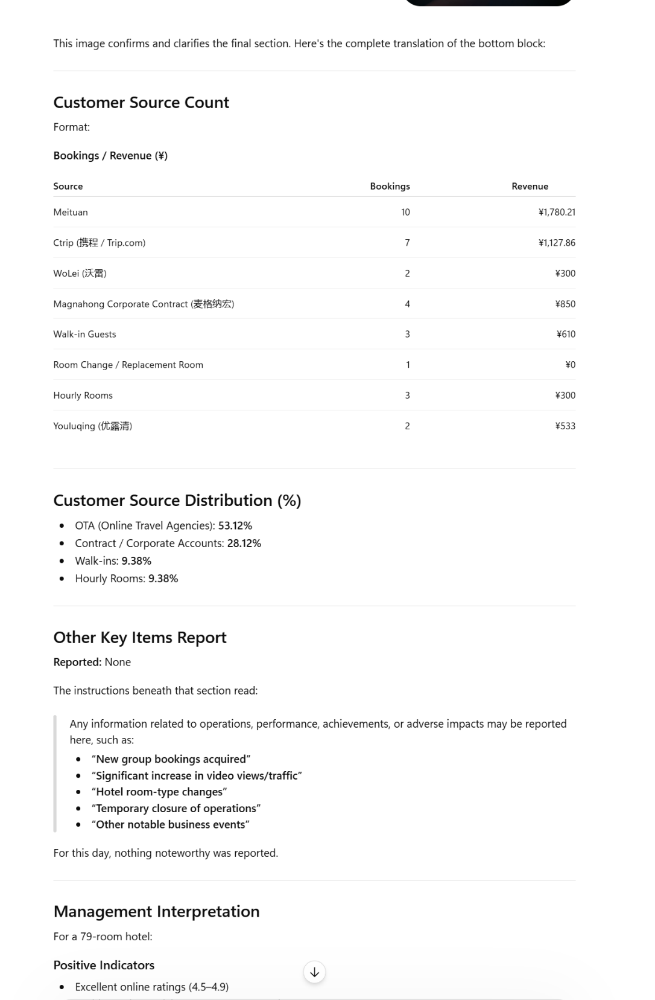 This image confirms and clarifies the final section. Here's the complete translation of the bottom block:
Customer Source Count
Format:
Bookings / Revenue (¥)
Source Bookings Revenue
Meituan 10 ¥1,780.21
Ctrip (携程 / Trip.com) 7 ¥1,127.86
WoLei (沃雷) 2 ¥300
Magnahong Corporate Contract (麦格纳宏) 4 ¥850
Walk-in Guests 3 ¥610
Room Change / Replacement Room 1 ¥0
Hourly Rooms 3 ¥300
Youluqing (优露清) 2 ¥533
Customer Source Distribution (%)
• OTA (Online Travel Agencies): 53.12%
• Contract / Corporate Accounts: 28.12%
• Walk-ins: 9.38%
• Hourly Rooms: 9.38%
Other Key Items Report
Reported: None
The instructions beneath that section read:
Any information related to operations, performance, achievements, or adverse impacts may be reported
here, such as:
• “New group bookings acquired”
• “Significant increase in video views/traffic”
• “Hotel room-type changes”
• “Temporary closure of operations”
• “Other notable business events”
For this day, nothing noteworthy was reported.
Management Interpretation
For a 79-room hotel:
Positive Indicators
• Excellent online ratings (4.5–4.9)